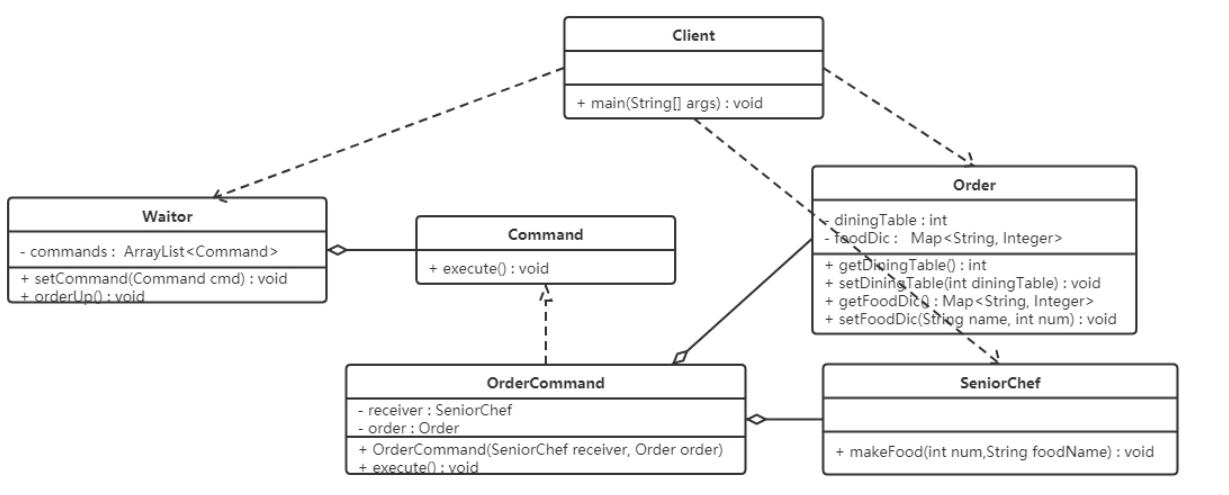 Client
+ main(String[] args) : void
Waitor
- commands : ArrayList<Command>
+ setCommand(Command cmd) : void
+ orderUp() : void
Command
+ execute() : void
Order
- diningTable : int
- foodDic : Map<String, Integer>
+ getDiningTable() : int
+ setDiningTable(int diningTable) : void
+ getFoodDic() : Map<String, Integer>
+ setFoodDic(String name, int num) : void
OrderCommand
- receiver : SeniorChef
- order : Order
+ OrderCommand(SeniorChef receiver, Order order)
+ execute() : void
SeniorChef
+ makeFood(int num,String foodName) : void